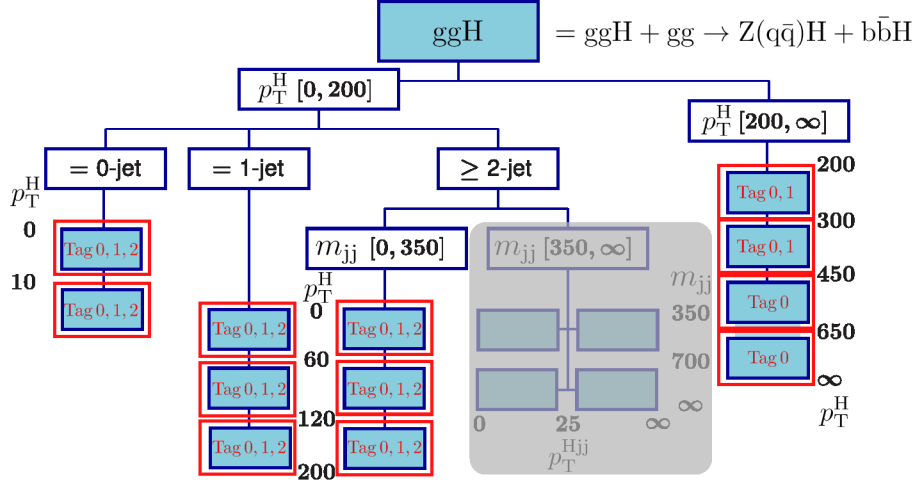 ggH
= ggH + gg → Z(qq̄)H + bb̄H
p_T^H [0, 200]
p_T^H [200, ∞]
= 0-jet
= 1-jet
≥ 2-jet
200
p_T^H
Tag 0, 1
0
300
Tag 0, 1, 2
m_jj [0, 350]
m_jj [350, ∞]
Tag 0, 1
10
p_T^H
m_jj
450
Tag 0, 1, 2
0
350
Tag 0
Tag 0, 1, 2
Tag 0, 1, 2
650
60
700
Tag 0
Tag 0, 1, 2
Tag 0, 1, 2
∞
∞
120
0
25
∞
p_T^H
Tag 0, 1, 2
Tag 0, 1, 2
p_T^Hjj
200